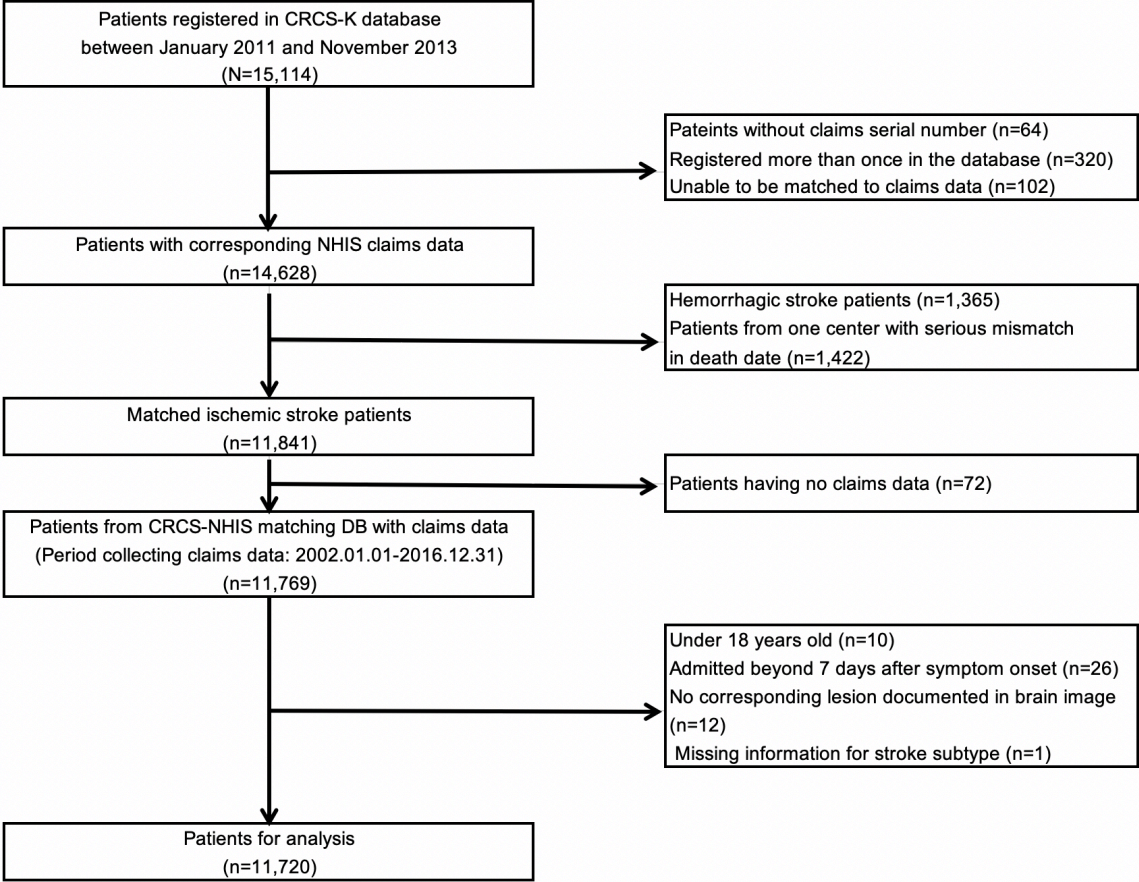 Patients registered in CRCS-K database
between January 2011 and November 2013
(N=15,114)
Pateints without claims serial number (n=64)
Registered more than once in the database (n=320)
Unable to be matched to claims data (n=102)
Patients with corresponding NHIS claims data
(n=14,628)
Hemorrhagic stroke patients (n=1,365)
Patients from one center with serious mismatch
in death date (n=1,422)
Matched ischemic stroke patients
(n=11,841)
Patients having no claims data (n=72)
Patients from CRCS-NHIS matching DB with claims data
(Period collecting claims data: 2002.01.01-2016.12.31)
(n=11,769)
Under 18 years old (n=10)
Admitted beyond 7 days after symptom onset (n=26)
No corresponding lesion documented in brain image
(n=12)
Missing information for stroke subtype (n=1)
Patients for analysis
(n=11,720)